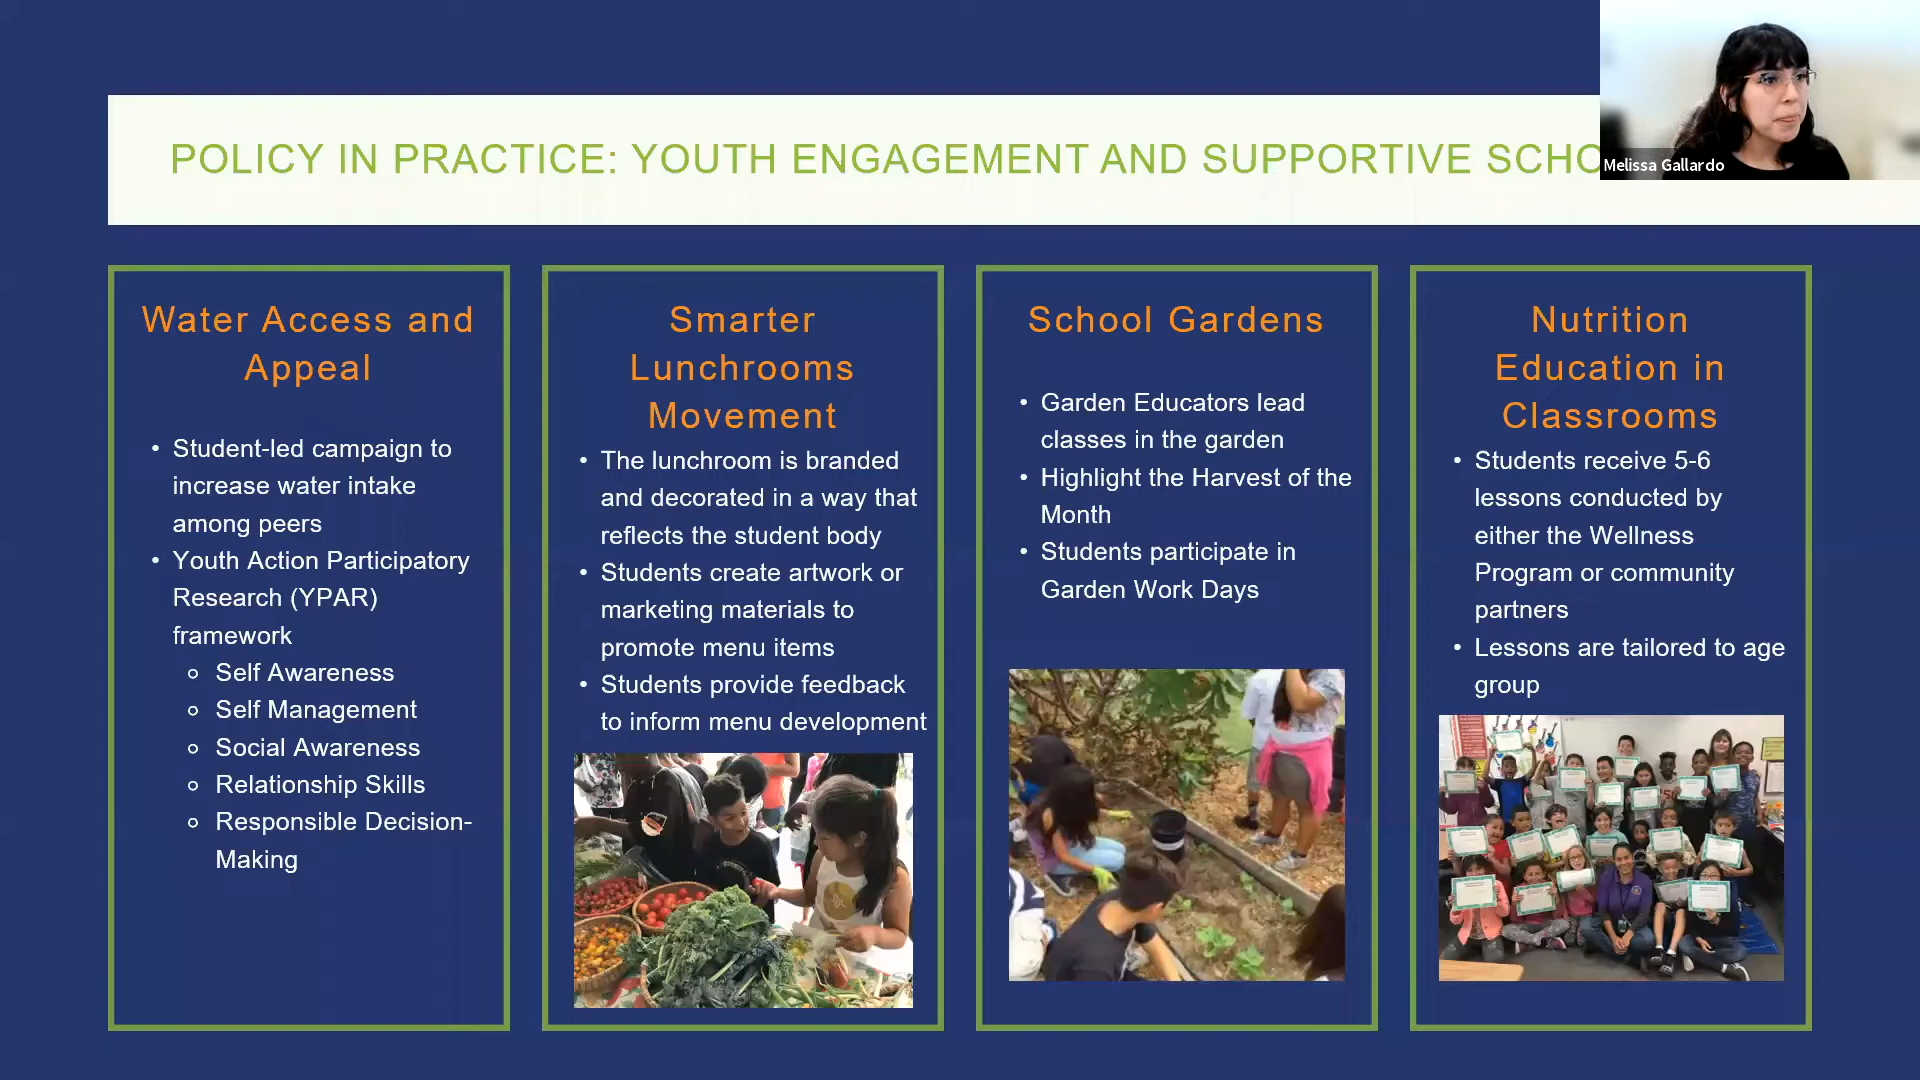 POLICY IN PRACTICE: YOUTH ENGAGEMENT AND SUPPORTIVE SCHO
Melissa Gallardo
Water Access and
Appeal
• Student-led campaign to
increase water intake
among peers
• Youth Action Participatory
Research (YPAR)
framework
Self Awareness
Self Management
Social Awareness
Relationship Skills
Responsible Decision-
Making
Smarter
Lunchrooms
Movement
• The lunchroom is branded
and decorated in a way that
reflects the student body
• Students create artwork or
marketing materials to
promote menu items
• Students provide feedback
to inform menu development
School Gardens
• Garden Educators lead
classes in the garden
• Highlight the Harvest of the
Month
• Students participate in
Garden Work Days
Nutrition
Education in
Classrooms
• Students receive 5-6
lessons conducted by
either the Wellness
Program or community
partners
• Lessons are tailored to age
group